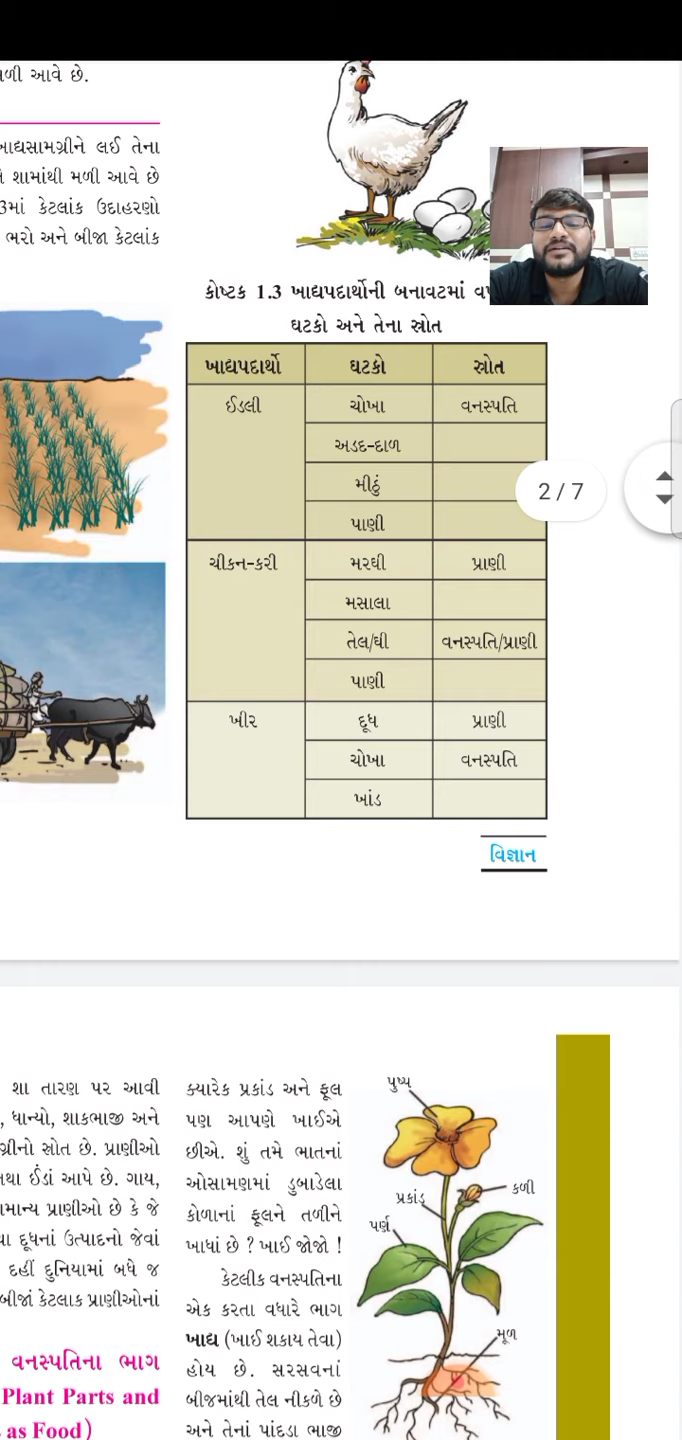 મળી આવે છે.
ખાદ્યસામગ્રીને લઈ તેના
શામાંથી મળી આવે છે
કેટલાંક ઉદાહરણો
ભરો અને બીજા કેટલાંક
કોષ્ટક 1.3 ખાદ્યપદાર્થોની બનાવટમાં
ઘટકો અને તેના સ્રોત
ખાદ્યપદાર્થો ઘટકો સ્રોત
ઈડલી ચોખા વનસ્પતિ
અડદ-દાળ
મીઠું
પાણી
2 / 7
ચીકન-કરી મરઘી પ્રાણી
મસાલા
તેલ/ઘી વનસ્પતિ/પ્રાણી
પાણી
ખીર દૂધ પ્રાણી
ચોખા વનસ્પતિ
ખાંડ
વિજ્ઞાન
શા તારણ પર આવી
, ધાન્યો, શાકભાજી અને
સ્રોત છે. પ્રાણીઓ
તથા ઈંડાં આપે છે. ગાય,
પ્રાણીઓ છે કે જે
દૂધનાં ઉત્પાદનો જેવાં
દહીં દુનિયામાં બધે જ
બીજાં કેટલાક પ્રાણીઓનાં
વનસ્પતિના ભાગ
Plant Parts and
as Food)
ક્યારેક પ્રકાંડ અને ફૂલ
પણ આપણે ખાઈએ
છીએ. શું તમે ભાતનાં
ઓસામણમાં ડુબાડેલા
કોળાનાં ફૂલને તળીને
ખાધાં છે ? ખાઈ જોજો !
કેટલીક વનસ્પતિના
એક કરતા વધારે ભાગ
ખાદ્ય (ખાઈ શકાય તેવા)
હોય છે. સરસવનાં
બીજમાંથી તેલ નીકળે છે
અને તેનાં પાંદડા ભાજી
પુષ્પ
કળી
પ્રકાંડ
પર્ણ
મૂળ